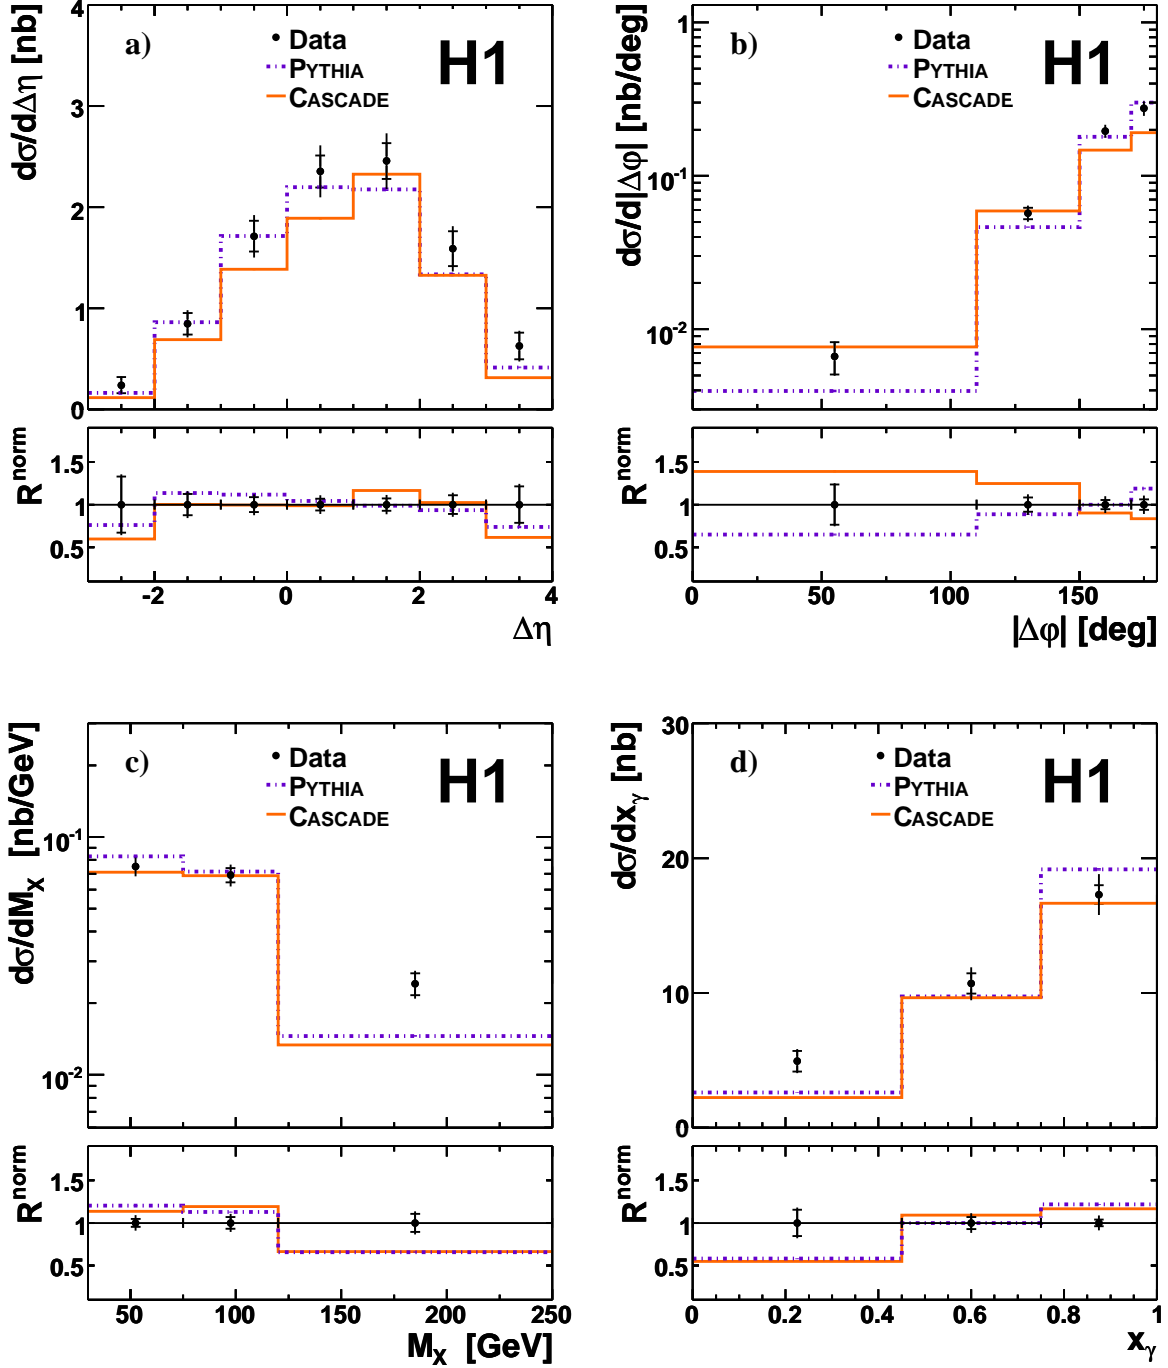 a)
Data
PYTHIA
CASCADE
H1
dσ/dΔη [nb]
4
3
2
1
0
R^norm
1.5
1
0.5
-2 0 2 4
Δη
b)
Data
PYTHIA
CASCADE
H1
dσ/d|Δφ| [nb/deg]
1
10^-1
10^-2
R^norm
1.5
1
0.5
0 50 100 150
|Δφ| [deg]
c)
Data
PYTHIA
CASCADE
H1
dσ/dM_X [nb/GeV]
10^-1
10^-2
R^norm
1.5
1
0.5
50 100 150 200 250
M_X [GeV]
d)
Data
PYTHIA
CASCADE
H1
dσ/dx_γ [nb]
30
20
10
0
R^norm
1.5
1
0.5
0 0.2 0.4 0.6 0.8 1
x_γ